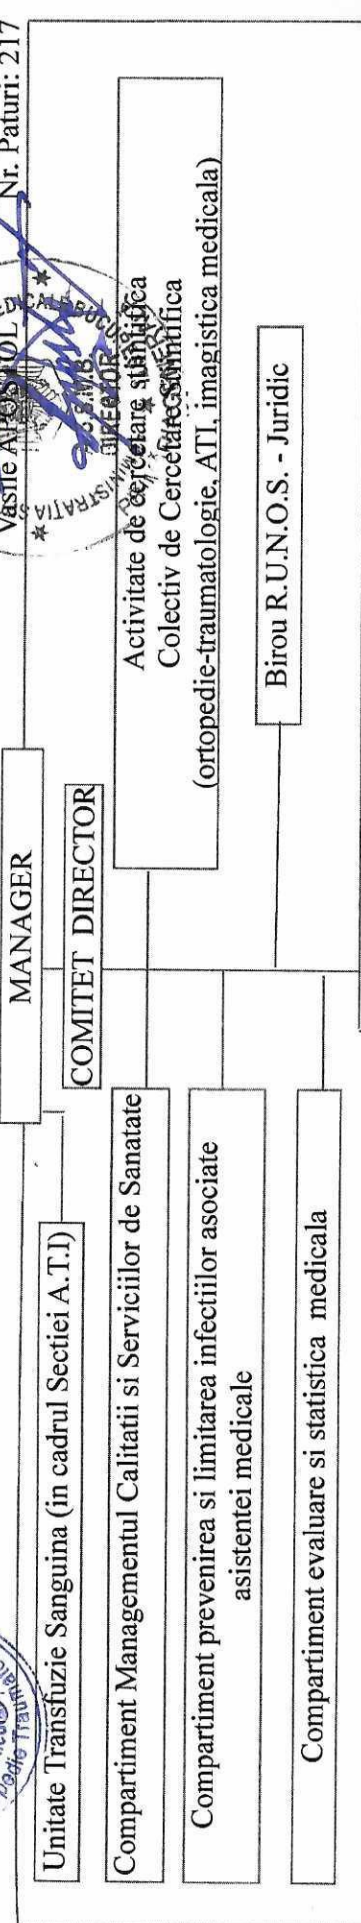 Vasile APOSTOL
Nr. Paturi: 217
MANAGER
COMITET DIRECTOR
Unitate Transfuzie Sanguina (in cadrul Sectiei A.T.I)
Compartiment Managementul Calitatii si Serviciilor de Sanatate
Compartiment prevenirea si limitarea infectiilor asociate
asistentei medicale
Compartiment evaluare si statistica medicala
Activitate de cercetare stiintifica
Colectiv de Cercetare Stiintifica
(ortopedie-traumatologie, ATI, imagistica medicala)
Birou R.U.N.O.S. - Juridic